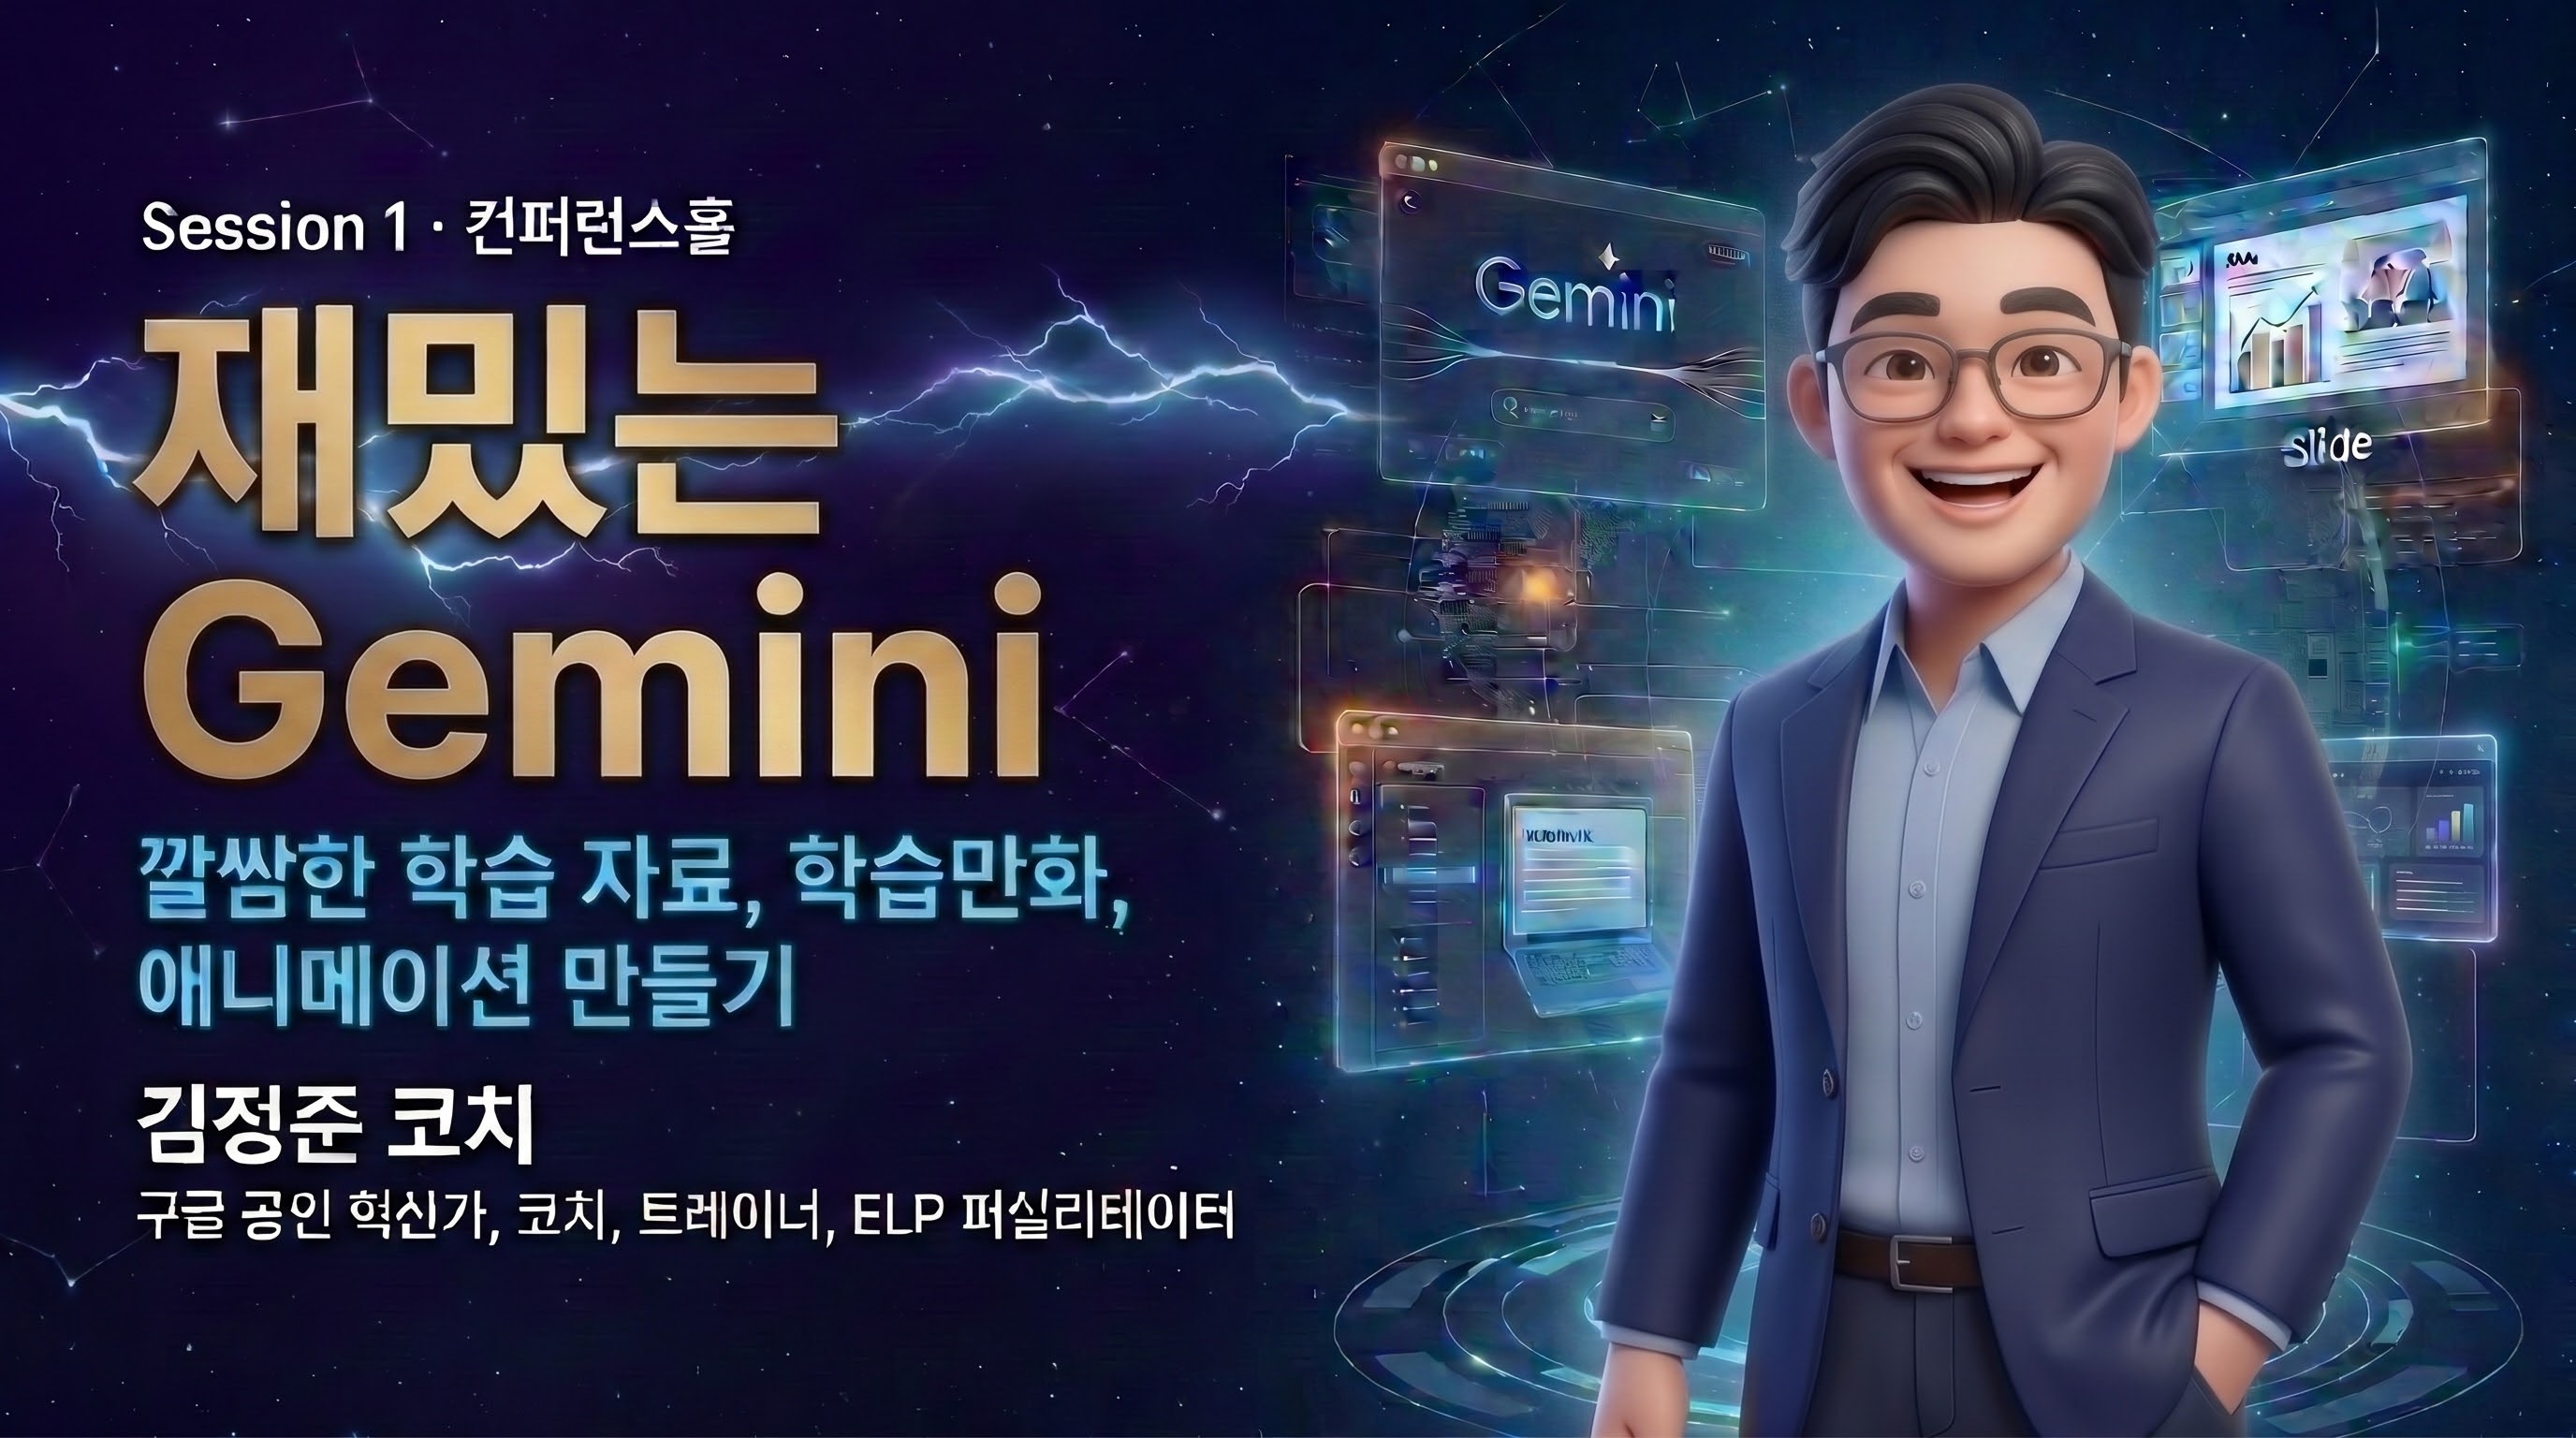 Session 1 · 컨퍼런스홀
재밌는
Gemini
깔쌈한 학습 자료, 학습만화,
애니메이션 만들기
김정준 코치
구글 공인 혁신가, 코치, 트레이너, ELP 퍼실리테이터
Gemini
Slide